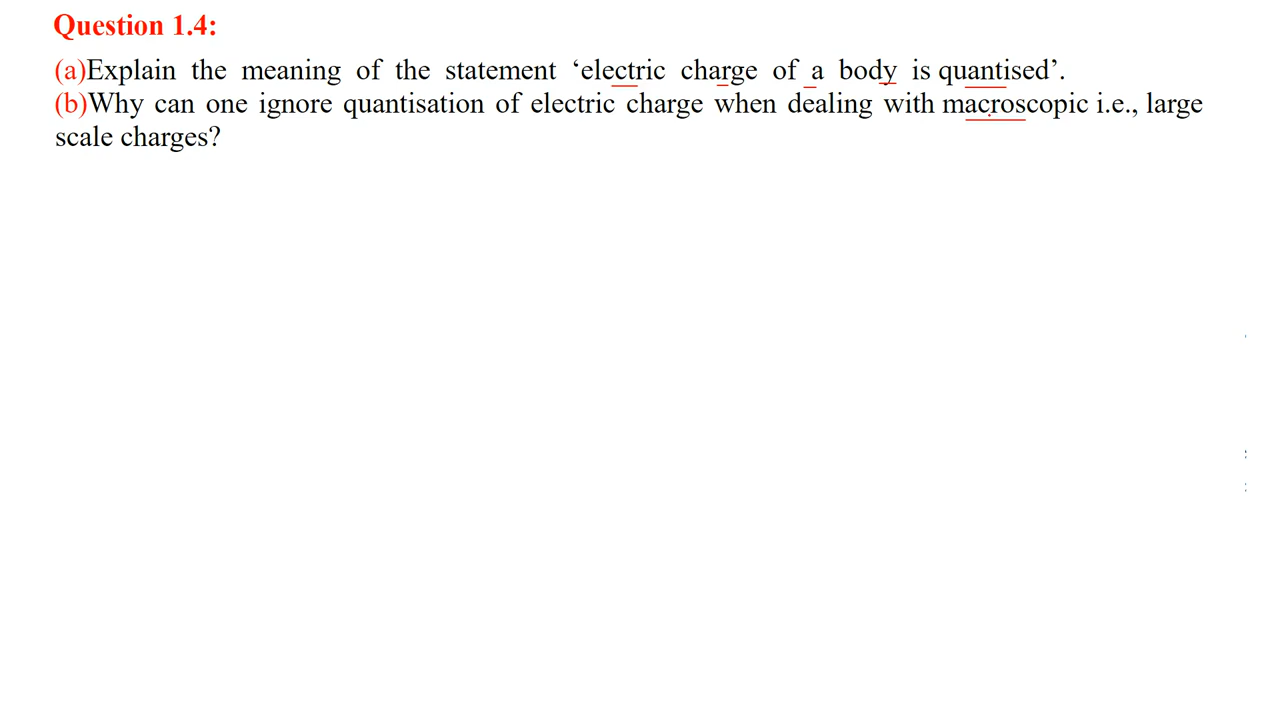 Question 1.4:
(a)Explain the meaning of the statement ‘electric charge of a body is quantised’.
(b)Why can one ignore quantisation of electric charge when dealing with macroscopic i.e., large
scale charges?